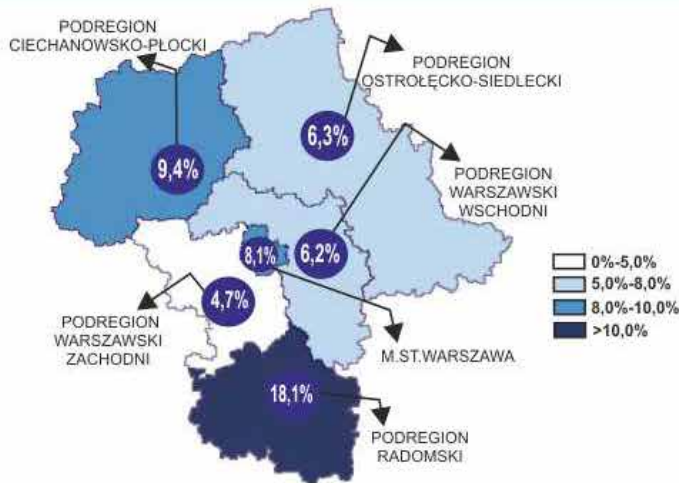 PODREGION
CIECHANOWSKO-PŁOCKI
PODREGION
OSTROŁĘCKO-SIEDLECKI
6,3%
9,4%
PODREGION
WARSZAWSKI
WSCHODNI
8,1%
6,2%
4,7%
0%-5,0%
5,0%-8,0%
8,0%-10,0%
>10,0%
PODREGION
WARSZAWSKI
ZACHODNI
M.ST.WARSZAWA
18,1%
PODREGION
RADOMSKI